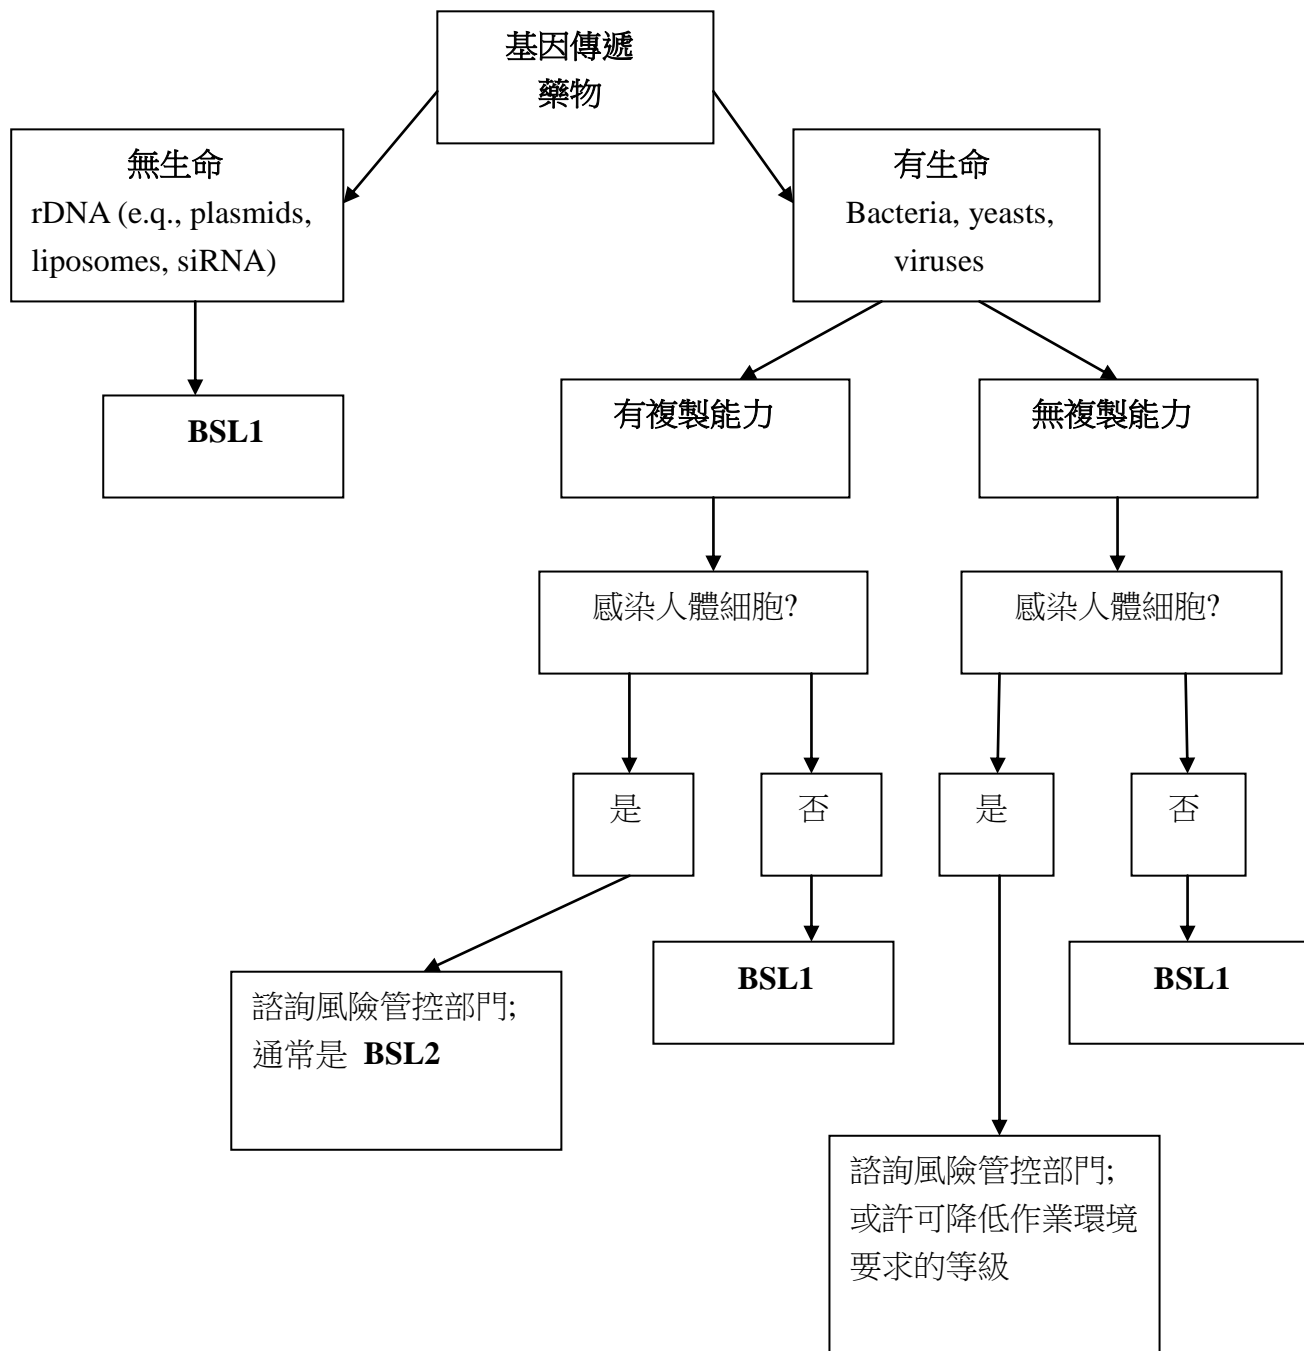 基因傳遞
藥物
無生命
rDNA (e.q., plasmids,
liposomes, siRNA)
有生命
Bacteria, yeasts,
viruses
BSL1
有複製能力
無複製能力
感染人體細胞?
感染人體細胞?
是
否
是
否
諮詢風險管控部門;
通常是 BSL2
BSL1
BSL1
諮詢風險管控部門;
或許可降低作業環境
要求的等級